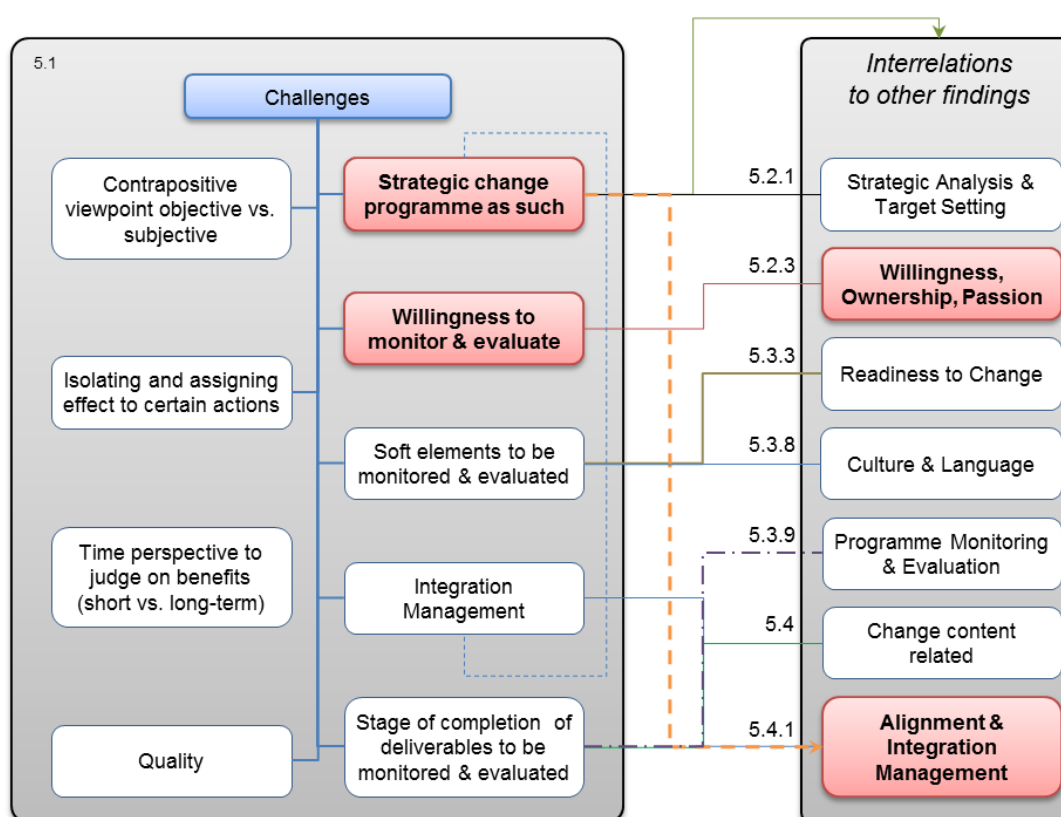 5.1
Challenges
Contrapositive
viewpoint objective vs.
subjective
Strategic change
programme as such
Willingness to
monitor & evaluate
Isolating and assigning
effect to certain actions
Soft elements to be
monitored & evaluated
Time perspective to
judge on benefits
(short vs. long-term)
Integration
Management
Quality
Stage of completion of
deliverables to be
monitored & evaluated
Interrelations
to other findings
5.2.1
Strategic Analysis &
Target Setting
5.2.3
Willingness,
Ownership, Passion
5.3.3
Readiness to Change
5.3.8
Culture & Language
5.3.9
Programme Monitoring
& Evaluation
5.4
Change content
related
5.4.1
Alignment &
Integration
Management